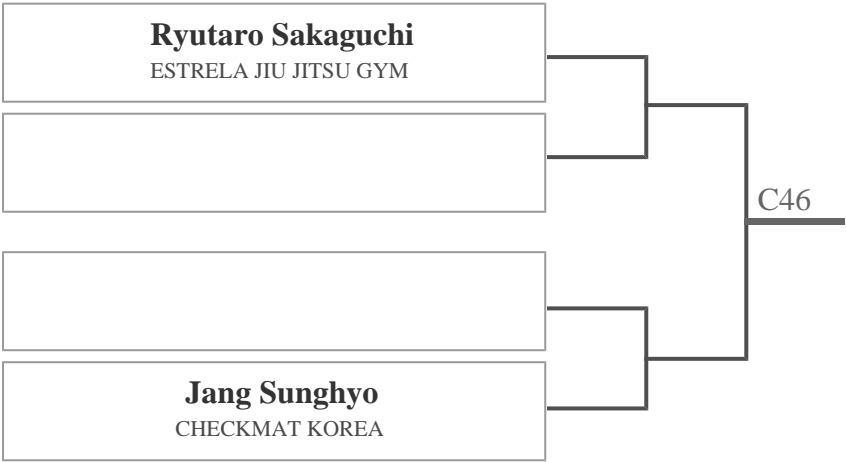 Ryutaro Sakaguchi
ESTRELA JIU JITSU GYM
C46
Jang Sunghyo
CHECKMAT KOREA